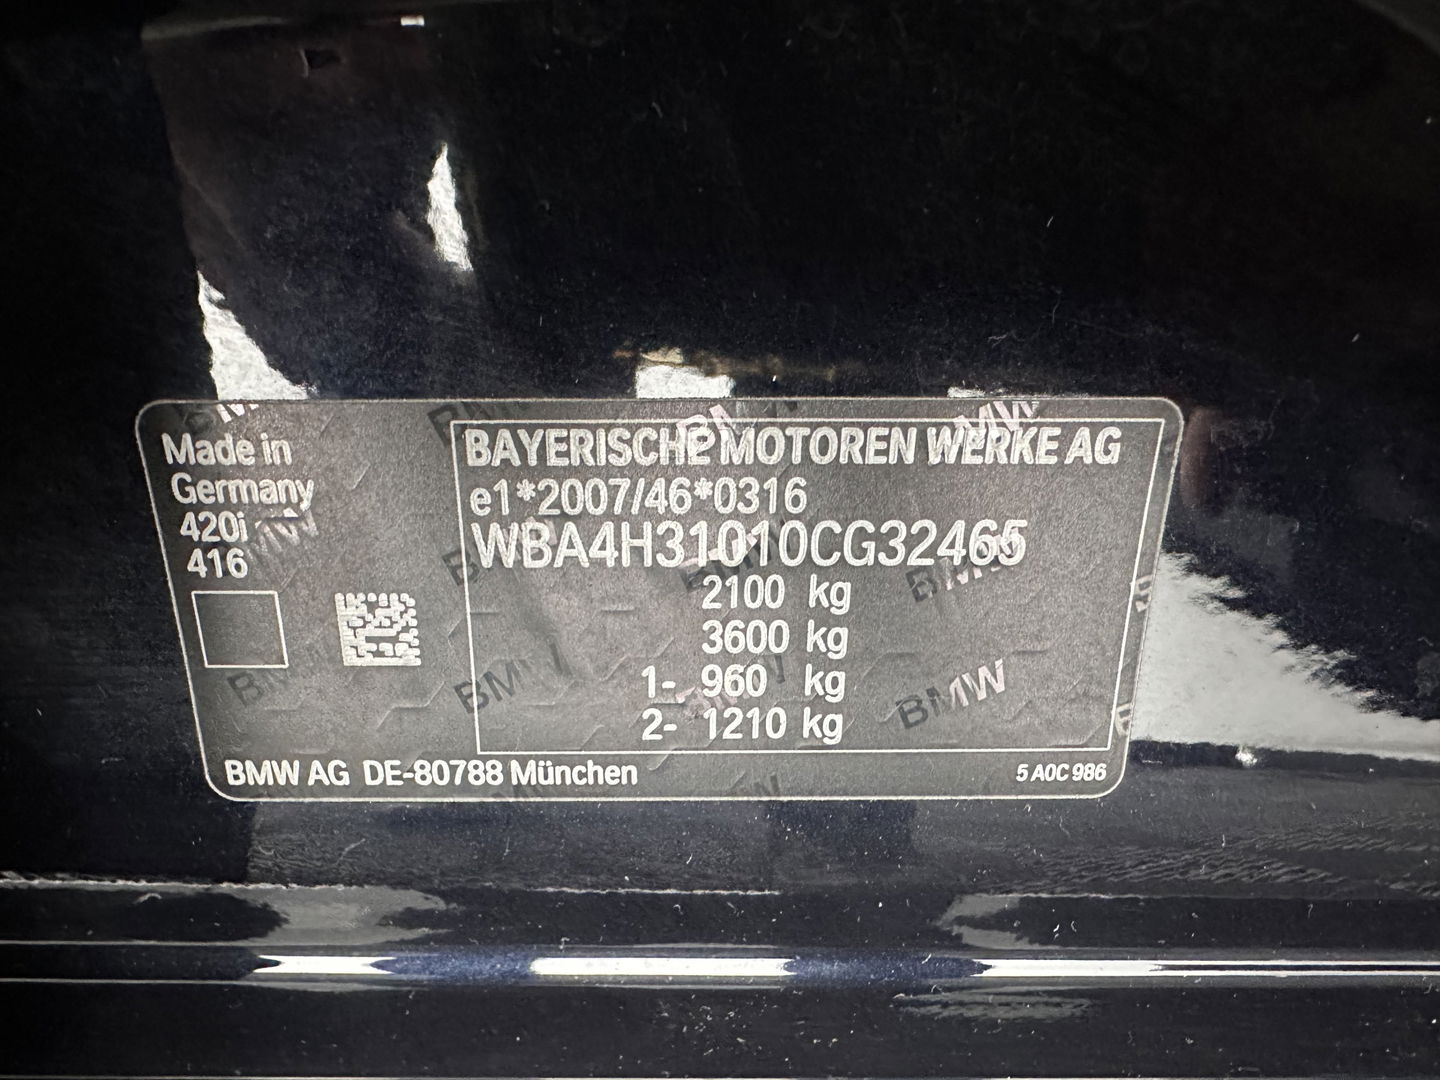 Made in
Germany
420i
416
BAYERISCHE MOTOREN WERKE AG
e1*2007/46*0316
WBA4H31010CG32465
2100 kg
3600 kg
1- 960 kg
2- 1210 kg
BMW AG DE-80788 München
5 A0C 986